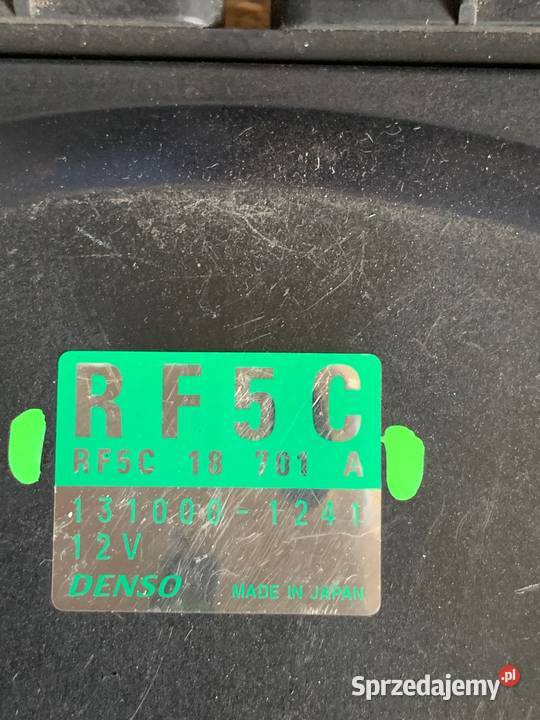 RF5C
RF5C 18 701 A
131000-1241
12V
DENSO MADE IN JAPAN
Sprzedajemy.pl